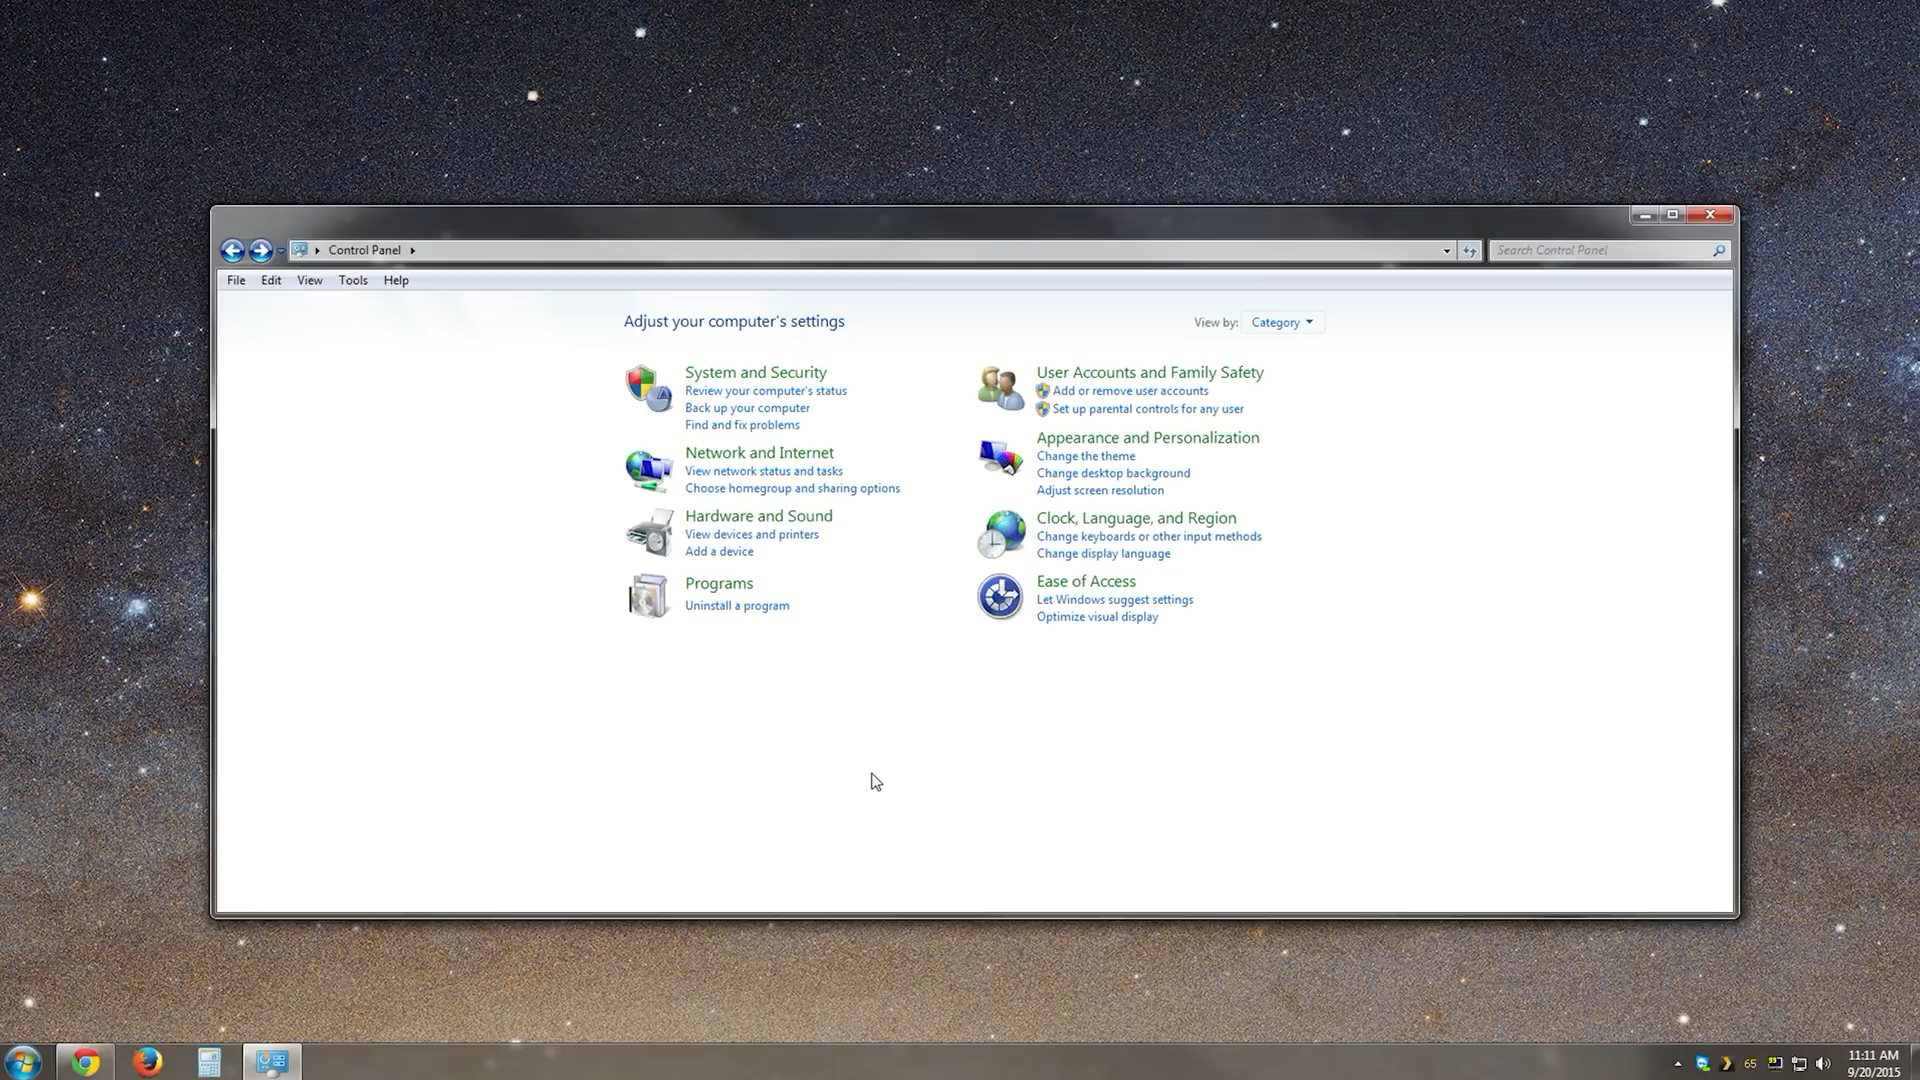 Control Panel
Search Control Panel
File Edit View Tools Help
Adjust your computer's settings
View by: Category
System and Security
Review your computer's status
Back up your computer
Find and fix problems
Network and Internet
View network status and tasks
Choose homegroup and sharing options
Hardware and Sound
View devices and printers
Add a device
Programs
Uninstall a program
User Accounts and Family Safety
Add or remove user accounts
Set up parental controls for any user
Appearance and Personalization
Change the theme
Change desktop background
Adjust screen resolution
Clock, Language, and Region
Change keyboards or other input methods
Change display language
Ease of Access
Let Windows suggest settings
Optimize visual display
65
11:11 AM
9/20/2015